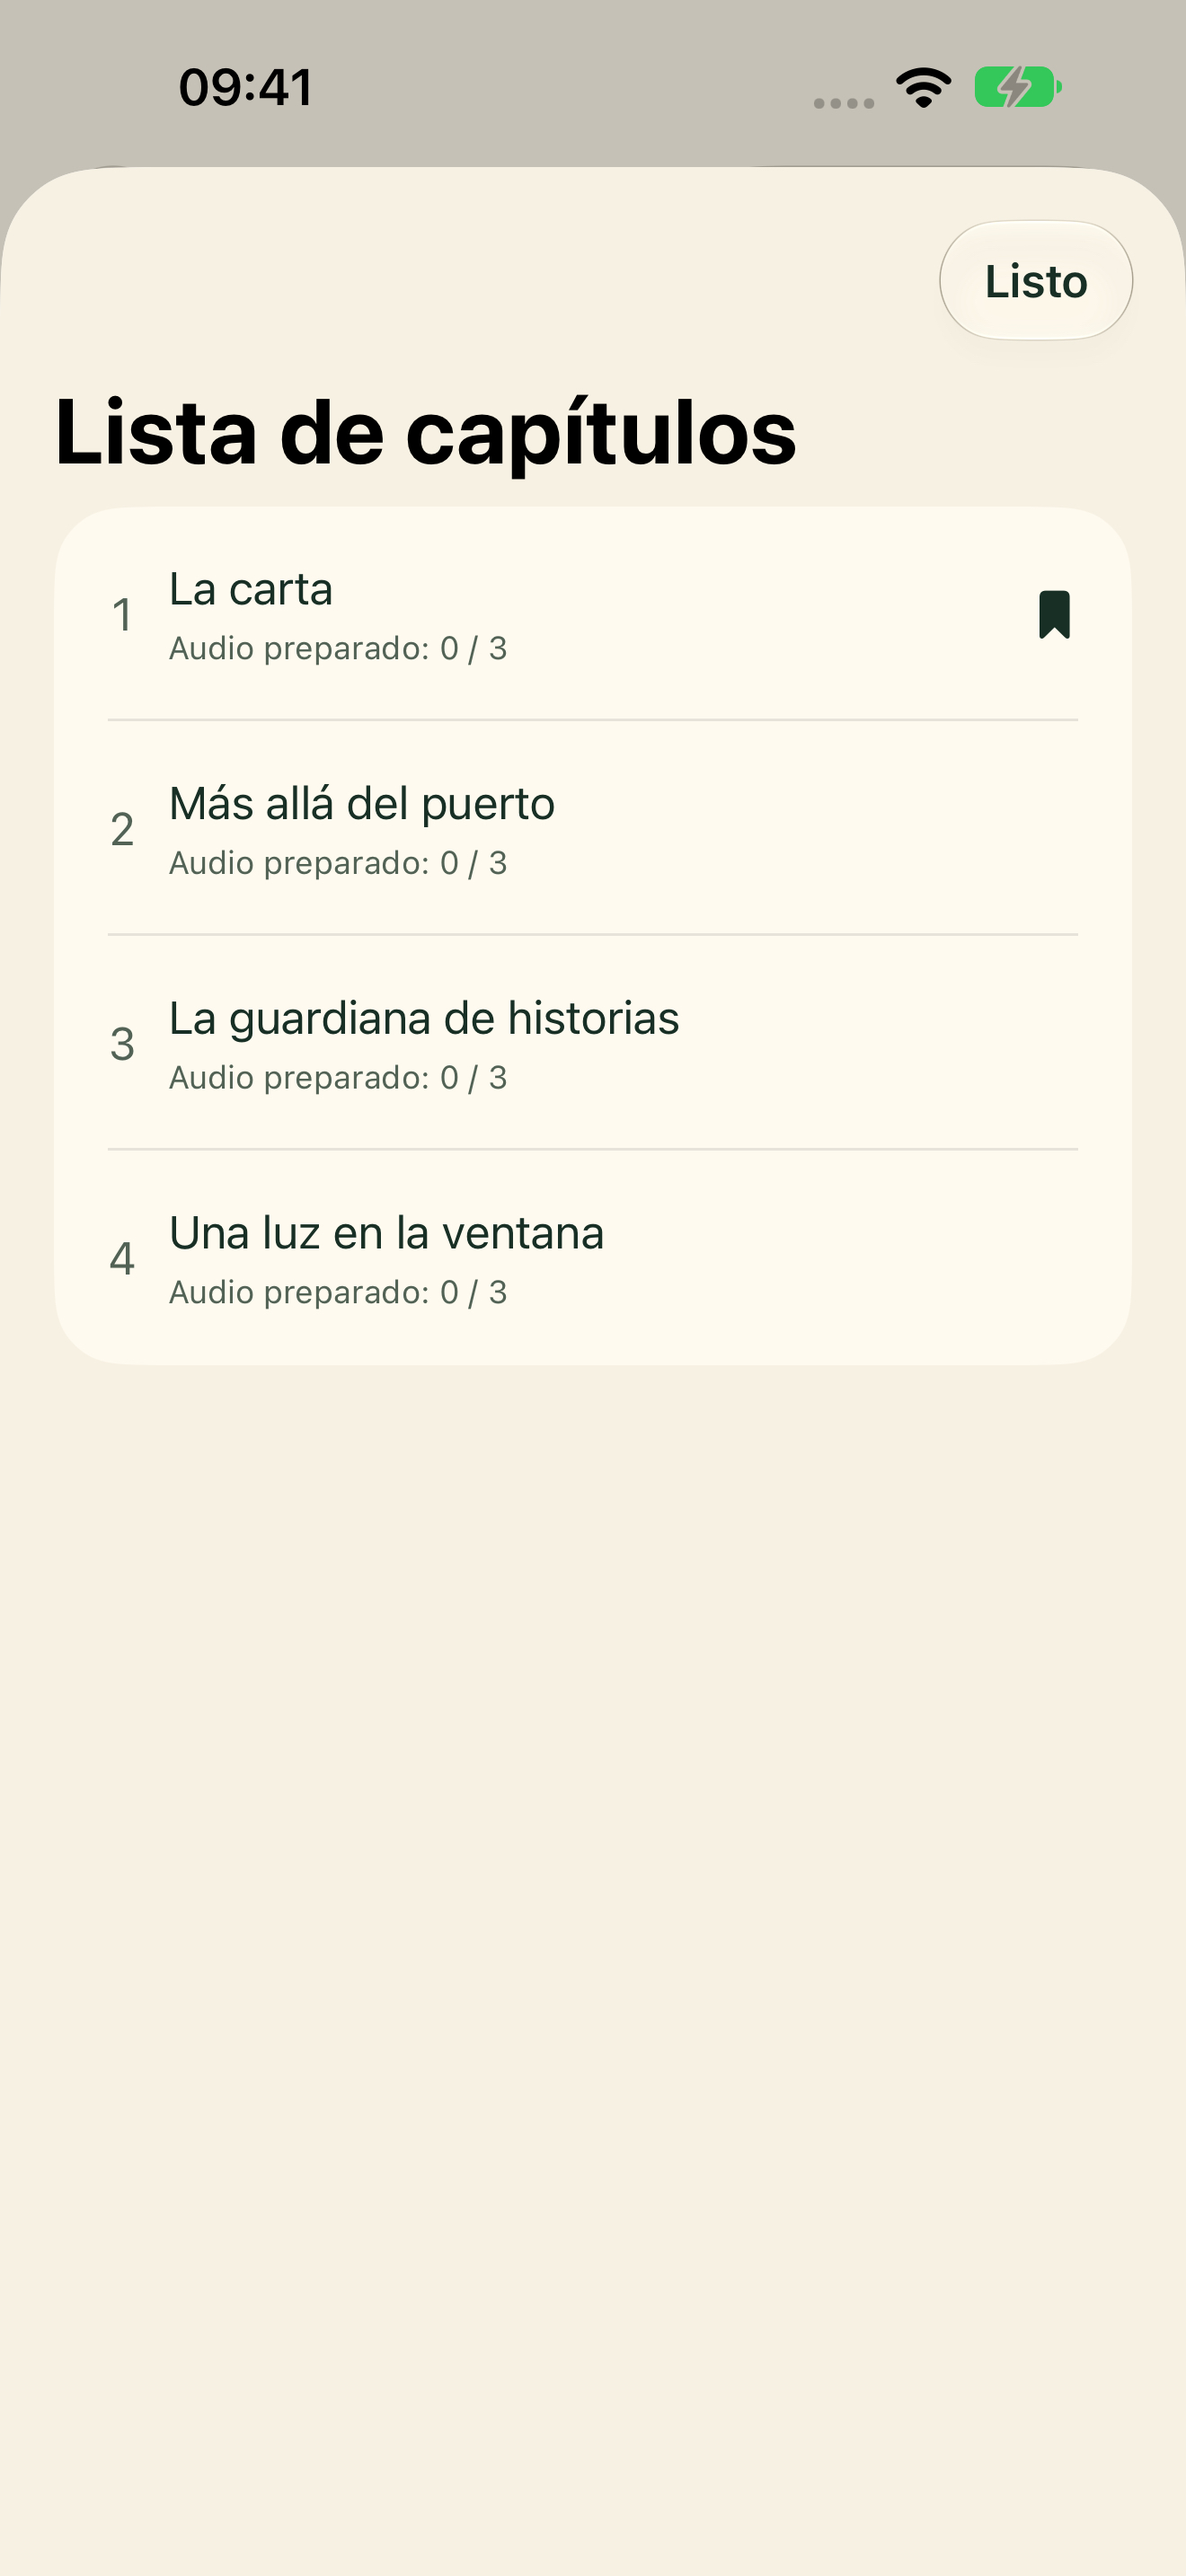 09:41
Listo
Lista de capítulos
1
La carta
Audio preparado: 0 / 3
2
Más allá del puerto
Audio preparado: 0 / 3
3
La guardiana de historias
Audio preparado: 0 / 3
4
Una luz en la ventana
Audio preparado: 0 / 3